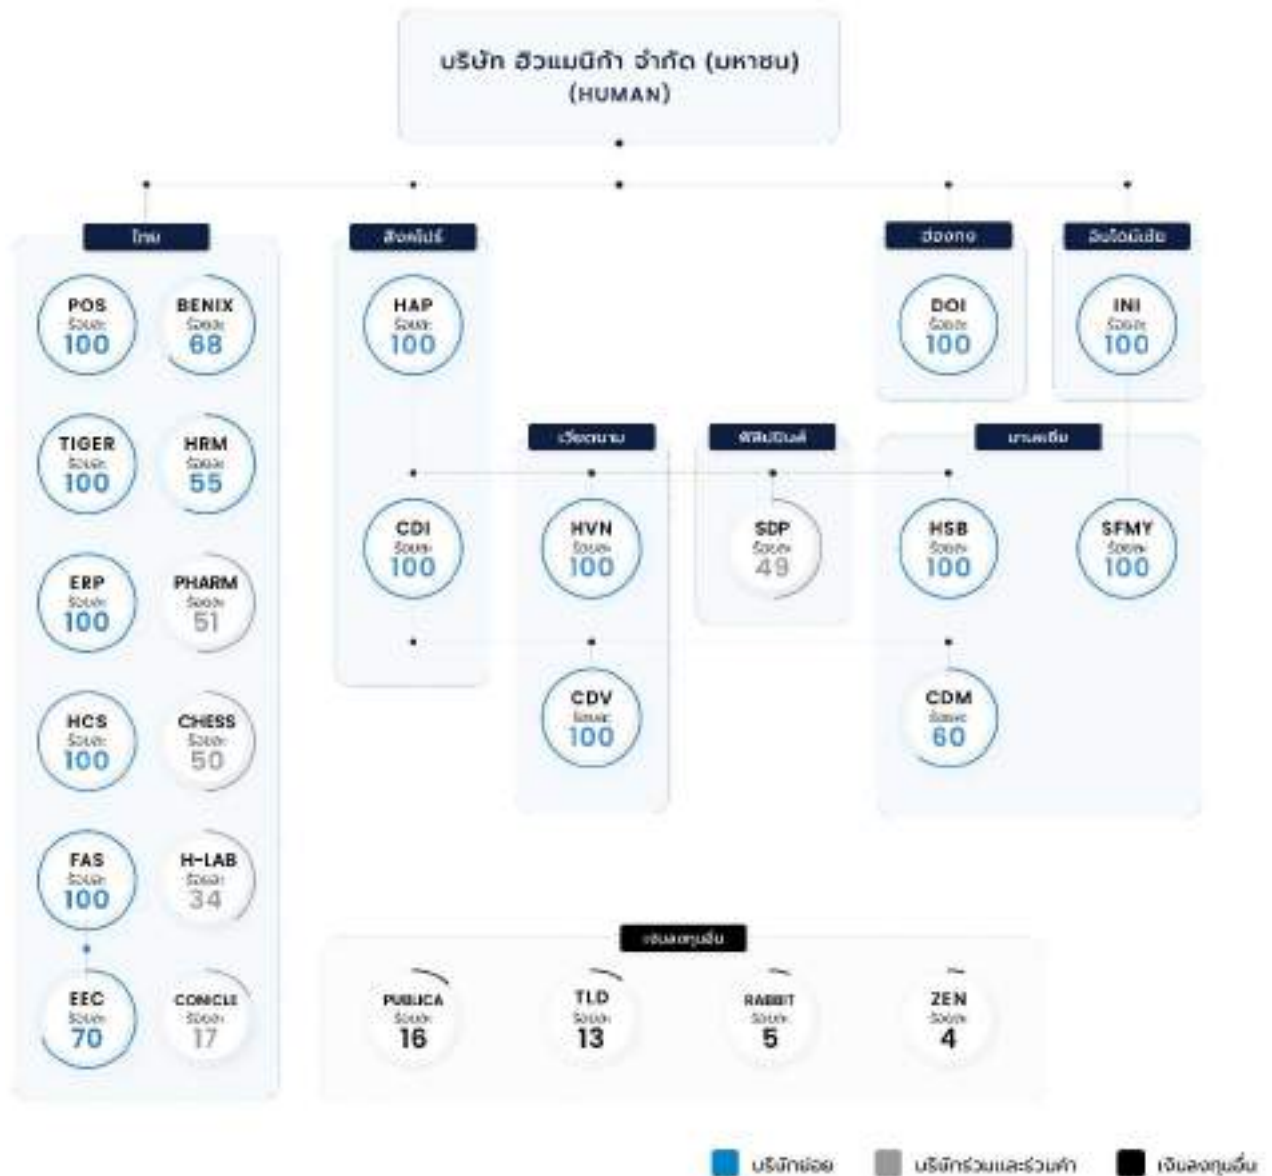 บริษัท ฮิวแมนิก้า จำกัด (มหาชน)
(HUMAN)
ไทย
สิงคโปร์
ฮ่องกง
อินโดนีเซีย
POS
ร้อยละ
100
BENIX
ร้อยละ
68
HAP
ร้อยละ
100
DOI
ร้อยละ
100
INI
ร้อยละ
100
เวียดนาม
ฟิลิปปินส์
มาเลเซีย
TIGER
ร้อยละ
100
HRM
ร้อยละ
55
CDI
ร้อยละ
100
HVN
ร้อยละ
100
SDP
ร้อยละ
49
HSB
ร้อยละ
100
SFMY
ร้อยละ
100
ERP
ร้อยละ
100
PHARM
ร้อยละ
51
HCS
ร้อยละ
100
CHESS
ร้อยละ
50
CDV
ร้อยละ
100
CDM
ร้อยละ
60
FAS
ร้อยละ
100
H-LAB
ร้อยละ
34
เงินลงทุนอื่น
EEC
ร้อยละ
70
CONICLE
ร้อยละ
17
PUBLICA
ร้อยละ
16
TLD
ร้อยละ
13
RABBIT
ร้อยละ
5
ZEN
ร้อยละ
4
บริษัทย่อย
บริษัทร่วมและร่วมค้า
เงินลงทุนอื่น